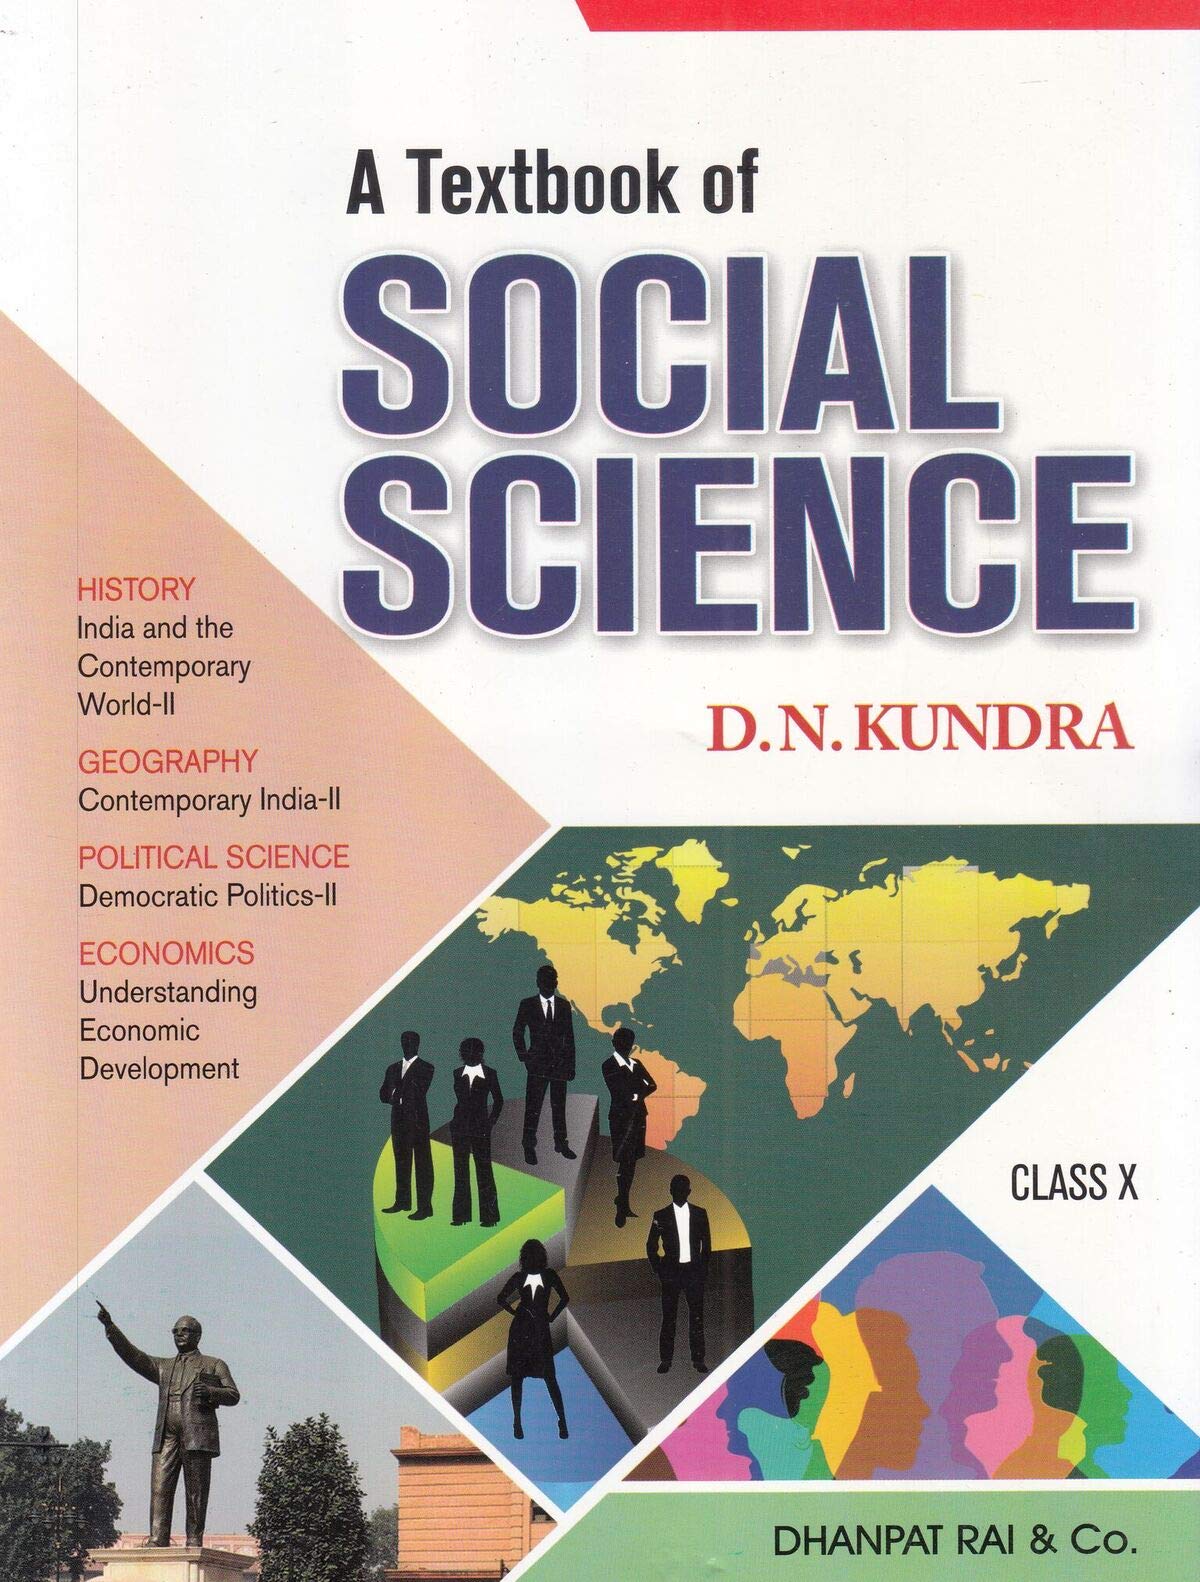 A Textbook of
SOCIAL
SCIENCE
D.N. KUNDRA
HISTORY
India and the
Contemporary
World-II
GEOGRAPHY
Contemporary India-II
POLITICAL SCIENCE
Democratic Politics-II
ECONOMICS
Understanding
Economic
Development
CLASS X
DHANPAT RAI & Co.